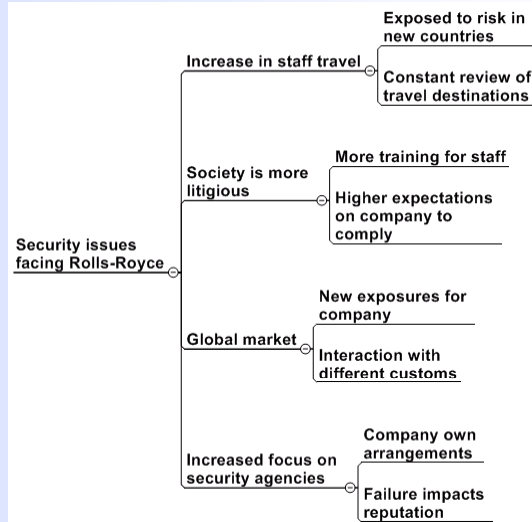 Security issues
facing Rolls-Royce
Increase in staff travel
Exposed to risk in
new countries
Constant review of
travel destinations
Society is more
litigious
More training for staff
Higher expectations
on company to
comply
Global market
New exposures for
company
Interaction with
different customs
Increased focus on
security agencies
Company own
arrangements
Failure impacts
reputation